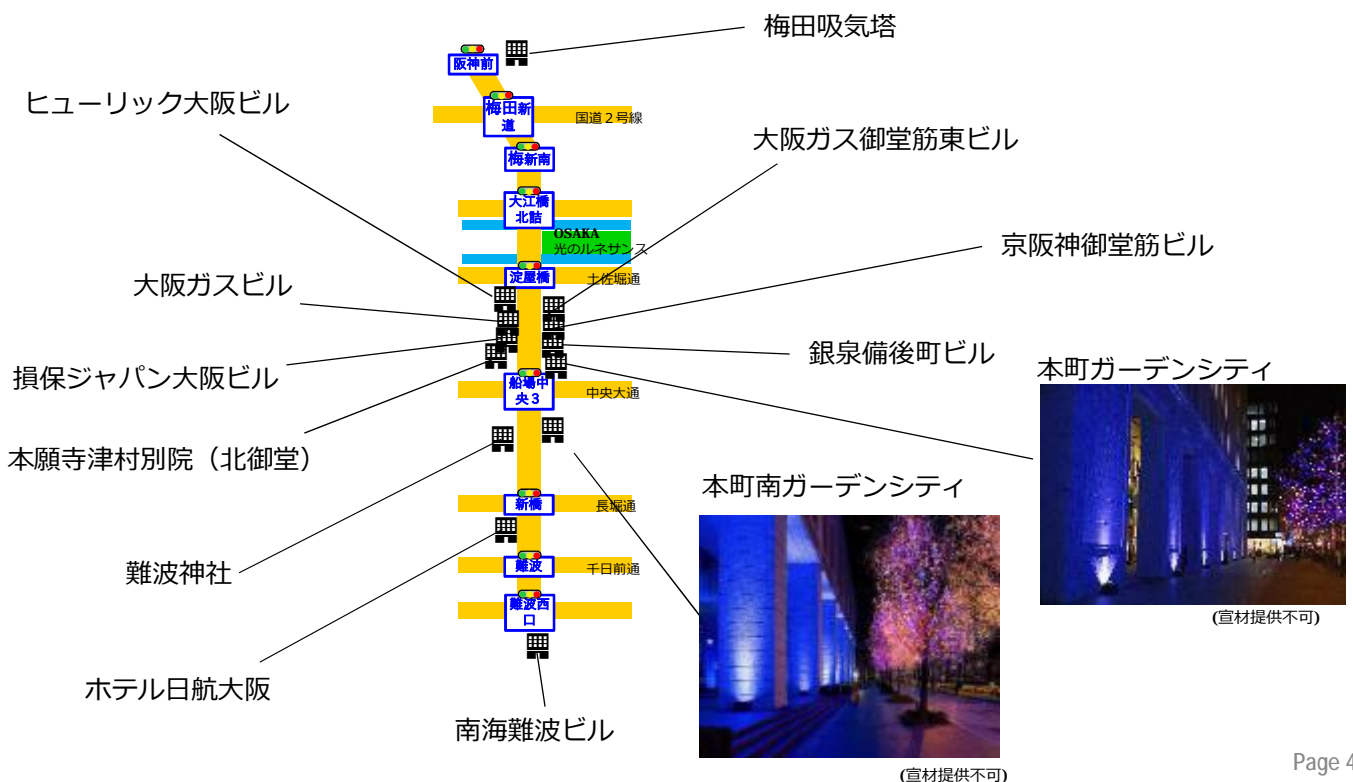 梅田吸気塔
阪神前
ヒューリック大阪ビル
梅田新
道
国道２号線
大阪ガス御堂筋東ビル
梅新南
大江橋
北詰
OSAKA
光のルネサンス
京阪神御堂筋ビル
淀屋橋
土佐堀通
大阪ガスビル
銀泉備後町ビル
損保ジャパン大阪ビル
本町ガーデンシティ
船場中
央３
中央大通
本願寺津村別院（北御堂）
本町南ガーデンシティ
新橋
長堀通
難波神社
難波
千日前通
難波西
口
(宣材提供不可)
ホテル日航大阪
南海難波ビル
(宣材提供不可)
Page 4